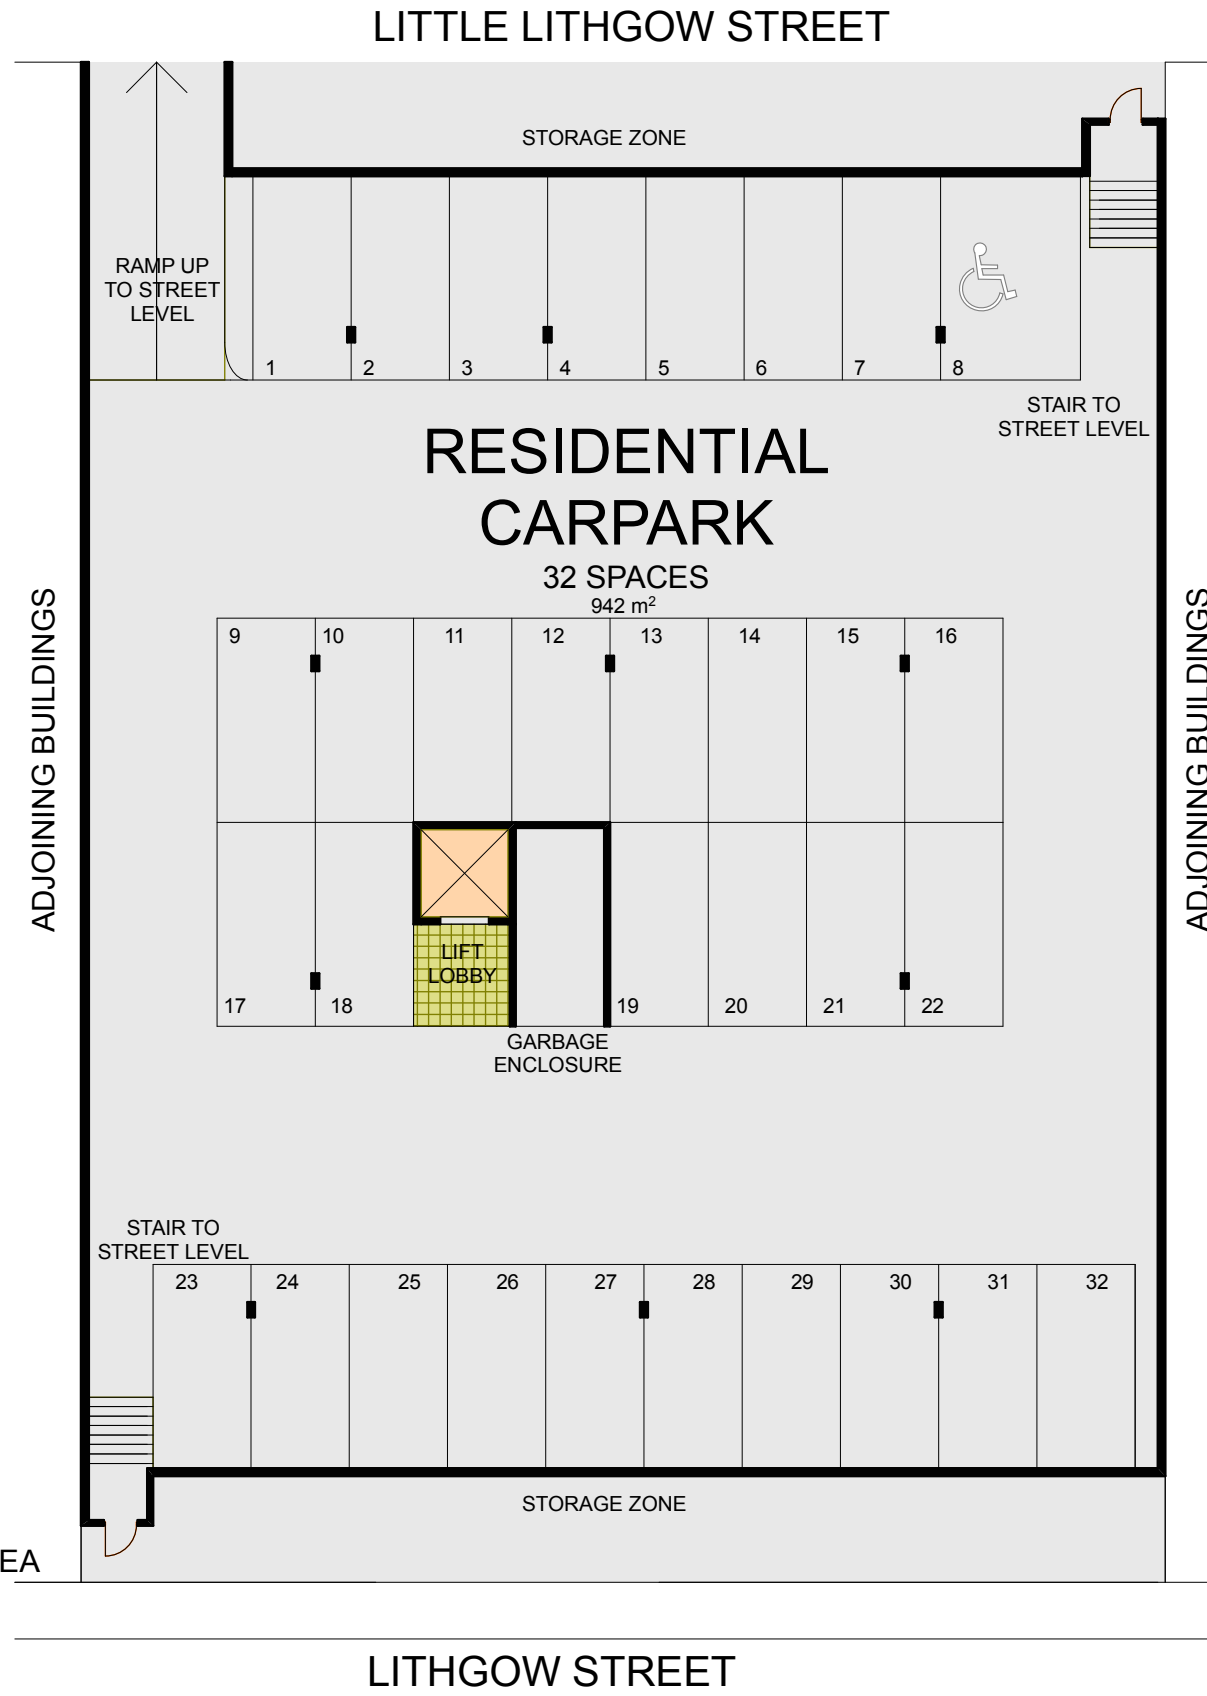 LITTLE LITHGOW STREET
STORAGE ZONE
RAMP UP
TO STREET
LEVEL
1 2 3 4 5 6 7 8
STAIR TO
STREET LEVEL
RESIDENTIAL
CARPARK
32 SPACES
942 m²
ADJOINING BUILDINGS
ADJOINING BUILDINGS
9 10 11 12 13 14 15 16
LIFT
LOBBY
17 18 19 20 21 22
GARBAGE
ENCLOSURE
STAIR TO
STREET LEVEL
23 24 25 26 27 28 29 30 31 32
STORAGE ZONE
EA
LITHGOW STREET